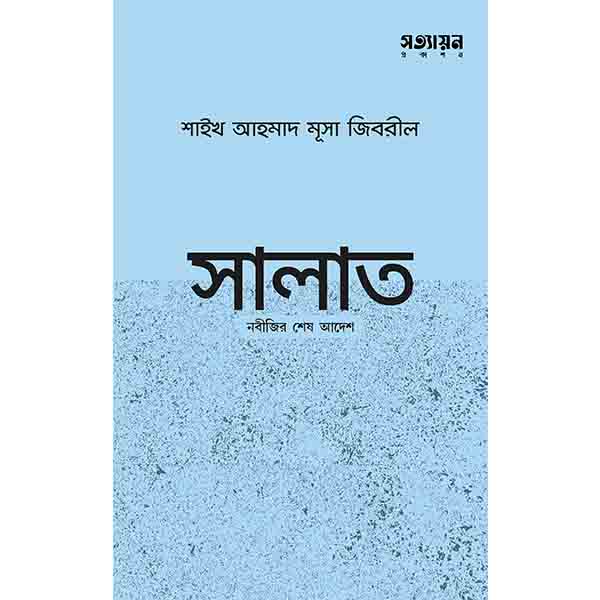 সত্যায়ন
প্রকাশন
শাইখ আহমাদ মূসা জিবরীল
সালাত
নবীজির শেষ আদেশ